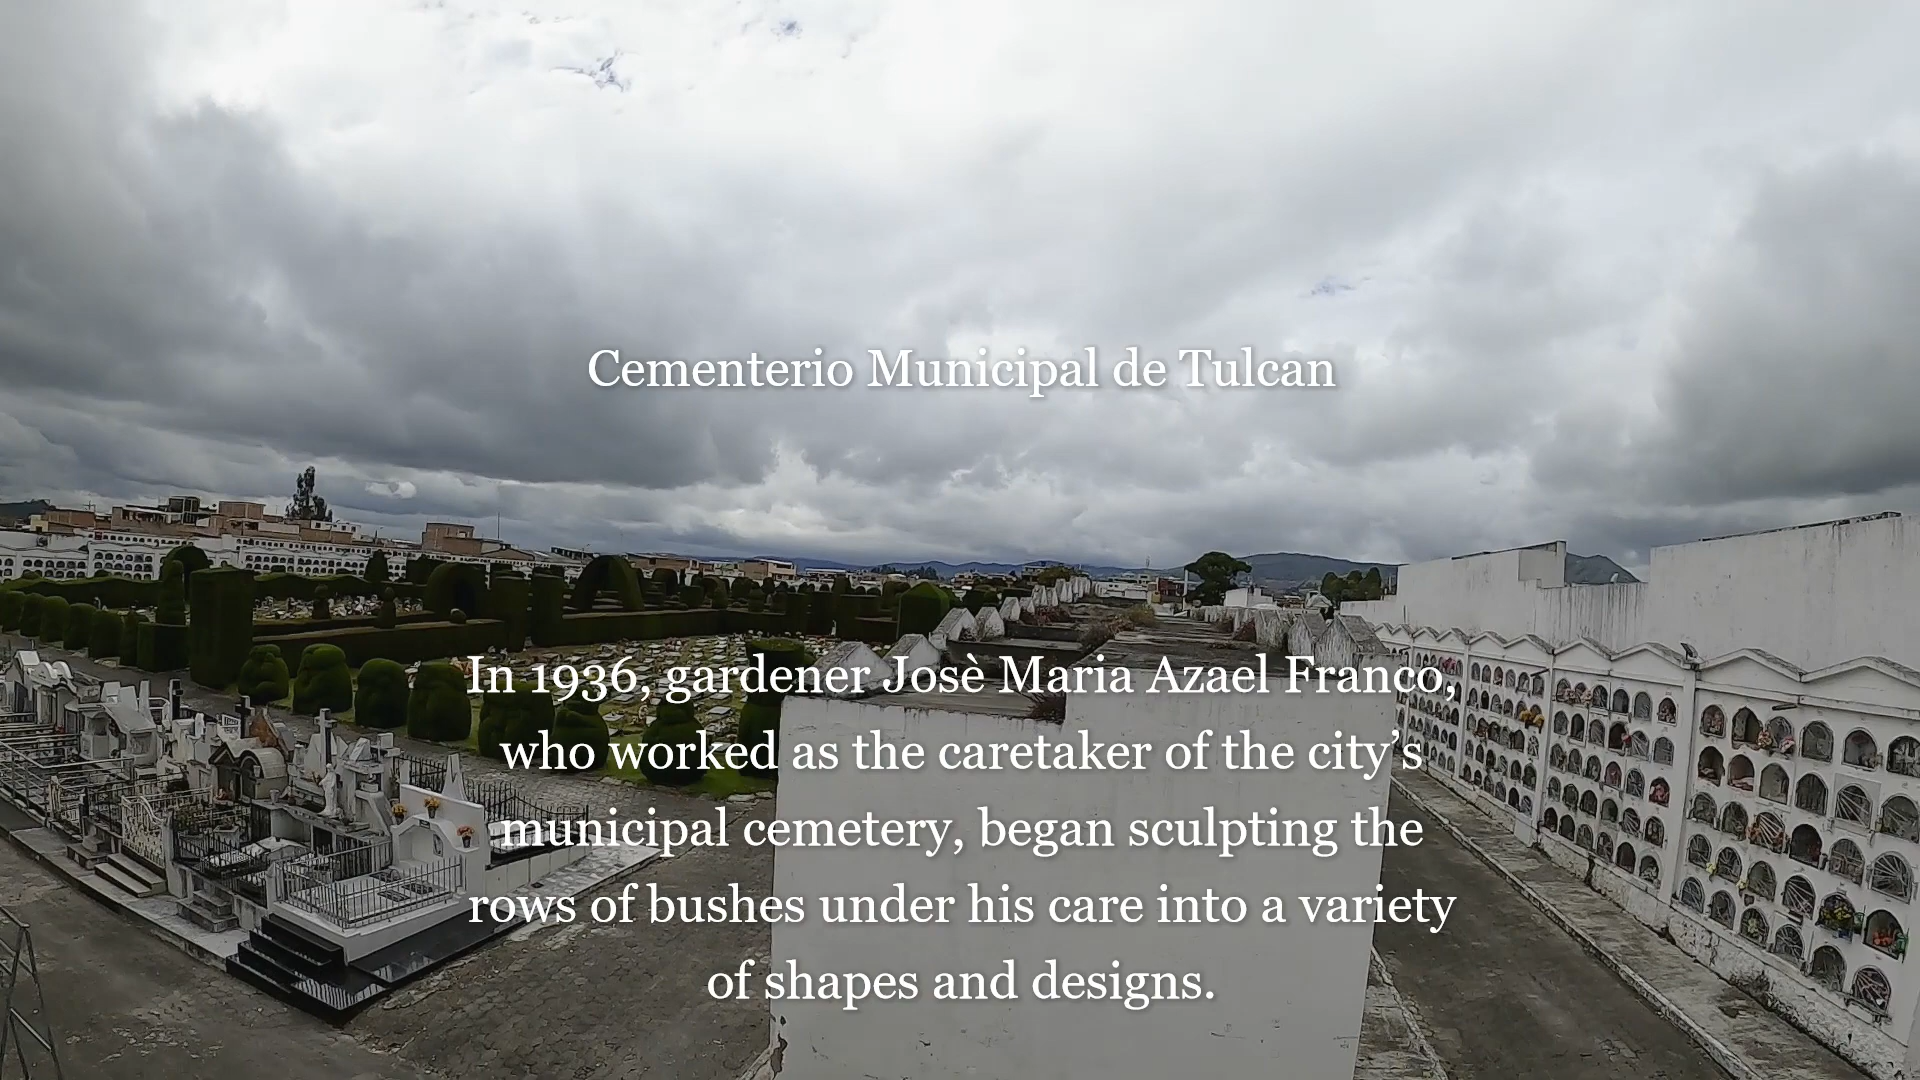 Cementerio Municipal de Tulcan
In 1936, gardener Josè Maria Azael Franco,
who worked as the caretaker of the city’s
municipal cemetery, began sculpting the
rows of bushes under his care into a variety
of shapes and designs.